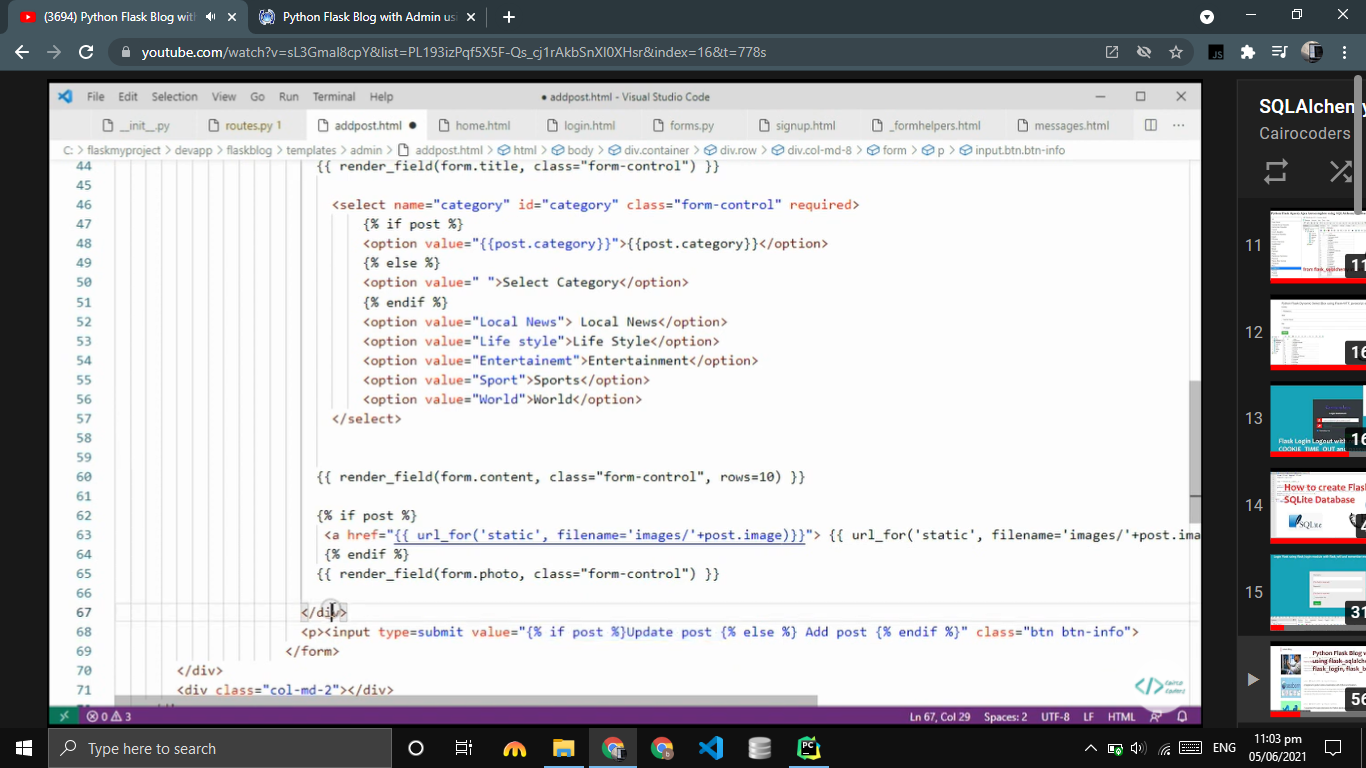 (3694) Python Flask Blog wit
Python Flask Blog with Admin us
youtube.com/watch?v=sL3Gmal8cpY&list=PL193izPqf5X5F-Qs_cj1rAkbSnXl0XHsr&index=16&t=778s
File Edit Selection View Go Run Terminal Help
● addpost.html - Visual Studio Code
__init__.py
routes.py 1
addpost.html
home.html
login.html
forms.py
signup.html
_formhelpers.html
messages.html
C: > flaskmyproject > devapp > flaskblog > templates > admin > addpost.html > html > body > div.container > div.row > div.col-md-8 > form > p > input.btn.btn-info
44 {{ render_field(form.title, class="form-control") }}
45
46 <select name="category" id="category" class="form-control" required>
47 {% if post %}
48 <option value="{{post.category}}">{{post.category}}</option>
49 {% else %}
50 <option value=" ">Select Category</option>
51 {% endif %}
52 <option value="Local News"> Local News</option>
53 <option value="Life style">Life Style</option>
54 <option value="Entertainemt">Entertainment</option>
55 <option value="Sport">Sports</option>
56 <option value="World">World</option>
57 </select>
58
59
60 {{ render_field(form.content, class="form-control", rows=10) }}
61
62 {% if post %}
63 <a href="{{ url_for('static', filename='images/'+post.image)}}"> {{ url_for('static', filename='images/'+post.ima
64 {% endif %}
65 {{ render_field(form.photo, class="form-control") }}
66
67 </div>
68 <p><input type=submit value="{% if post %}Update post {% else %} Add post {% endif %}" class="btn btn-info">
69 </form>
70 </div>
71 <div class="col-md-2"></div>
0 3
Ln 67, Col 29 Spaces: 2 UTF-8 LF HTML
SQLAlchemy
Cairocoders
11
11
12
16
13
Flask Login Logout with
COOKIE_TIME_OUT an
16
14
How to create Flas
SQLite Database
SQLite
15
31
Python Flask Blog w
using flask_sqlalche
flask_login, flask_b
56
Type here to search
ENG
11:03 pm
05/06/2021